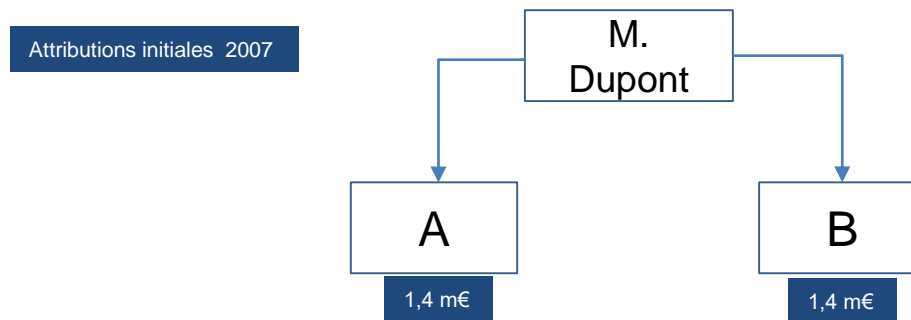 Attributions initiales 2007
M.
Dupont
A
B
1,4 m€
1,4 m€